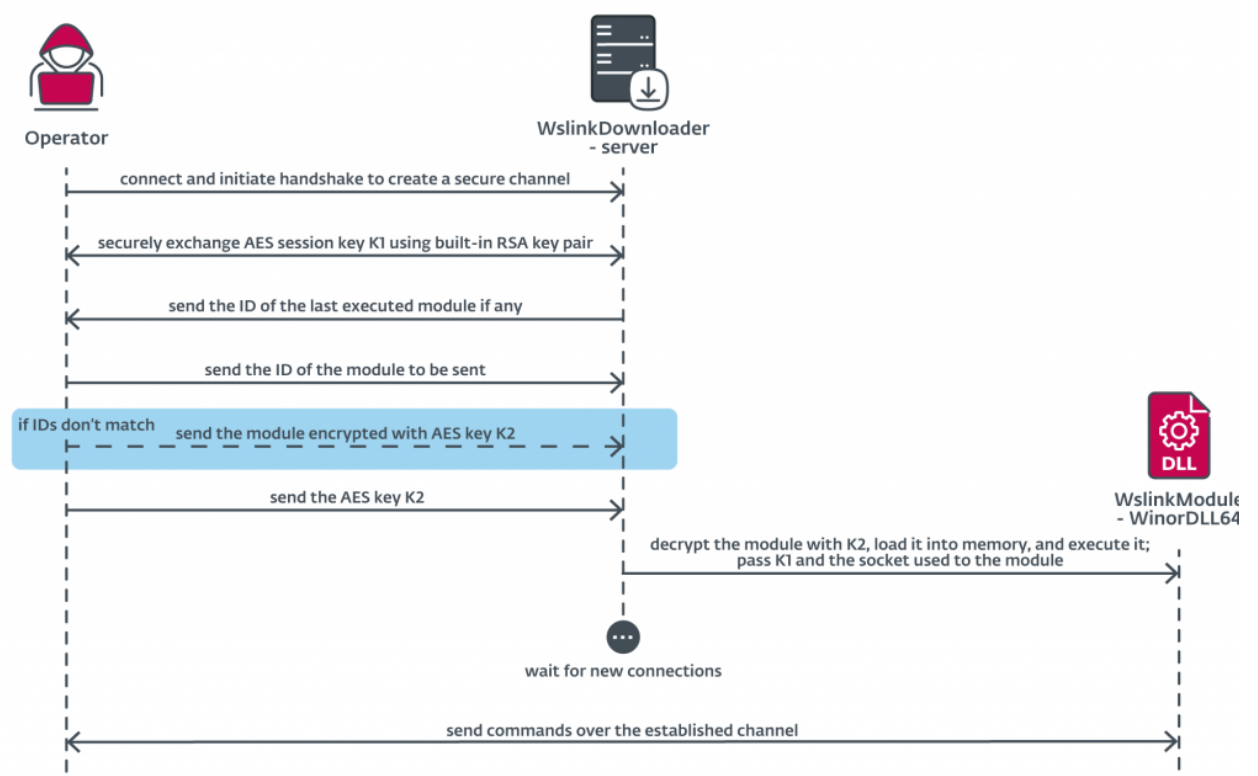 Operator
WslinkDownloader
- server
connect and initiate handshake to create a secure channel
securely exchange AES session key K1 using built-in RSA key pair
send the ID of the last executed module if any
send the ID of the module to be sent
if IDs don't match
send the module encrypted with AES key K2
send the AES key K2
DLL
WslinkModule
- WinorDLL64
decrypt the module with K2, load it into memory, and execute it;
pass K1 and the socket used to the module
wait for new connections
send commands over the established channel